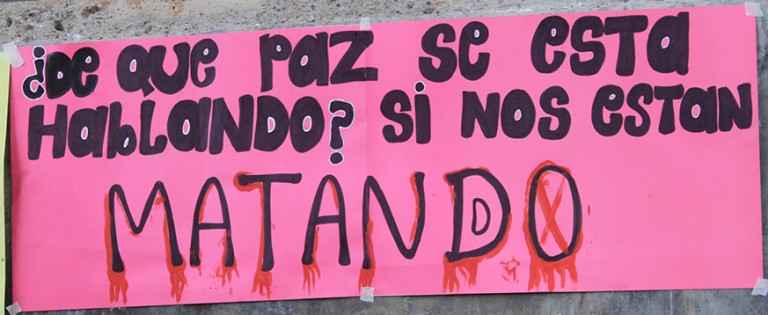 ¿DE QUE PAZ SE ESTA
HABLANDO? SI NOS ESTAN
MATANDO